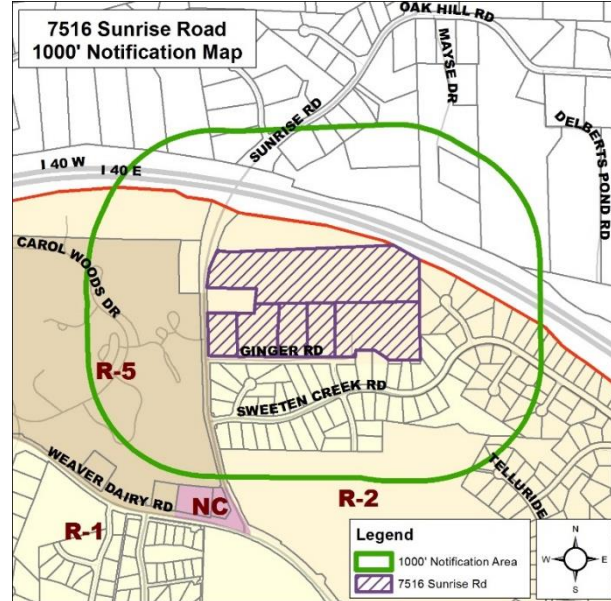 7516 Sunrise Road
1000' Notification Map
OAK HILL RD
MAYSE DR
SUNRISE RD
DELBERTS POND RD
I 40 W
I 40 E
CAROL WOODS DR
GINGER RD
R-5
SWEETEN CREEK RD
WEAVER DAIRY RD
TELLURIDE
NC
R-2
R-1
Legend
1000' Notification Area
7516 Sunrise Rd
N
W
E
S